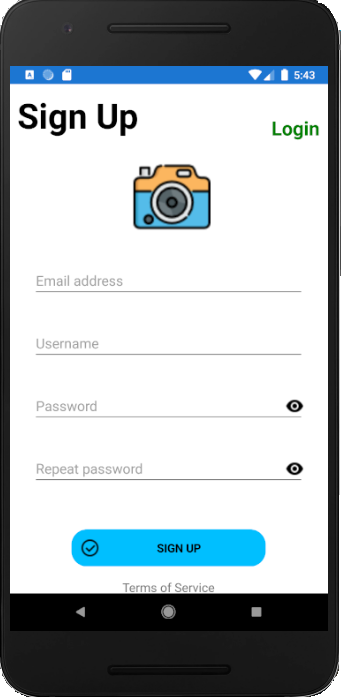 5:43
Sign Up
Login
Email address
Username
Password
Repeat password
SIGN UP
Terms of Service